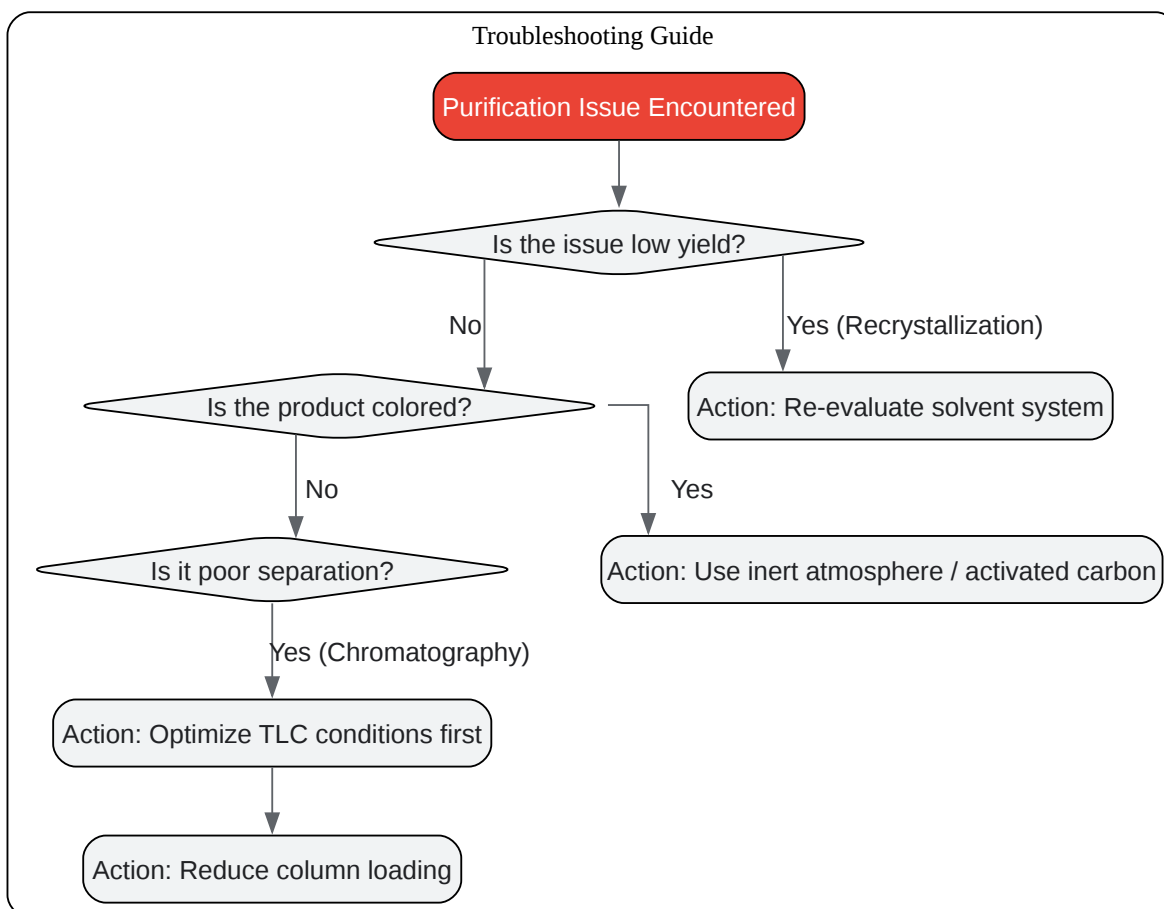 Troubleshooting Guide
Purification Issue Encountered
Is the issue low yield?
No
Yes (Recrystallization)
Is the product colored?
Action: Re-evaluate solvent system
No
Yes
Is it poor separation?
Action: Use inert atmosphere / activated carbon
Yes (Chromatography)
Action: Optimize TLC conditions first
Action: Reduce column loading